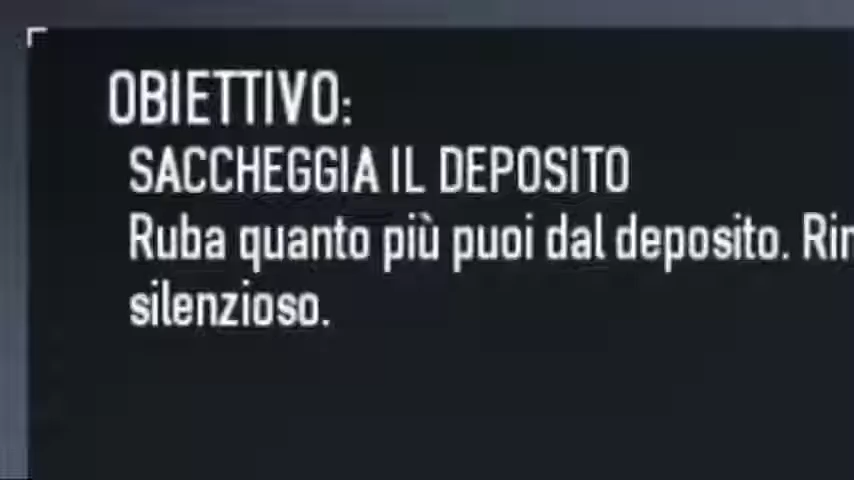 OBIETTIVO:
SACCHEGGIA IL DEPOSITO
Ruba quanto più puoi dal deposito.
silenzioso.